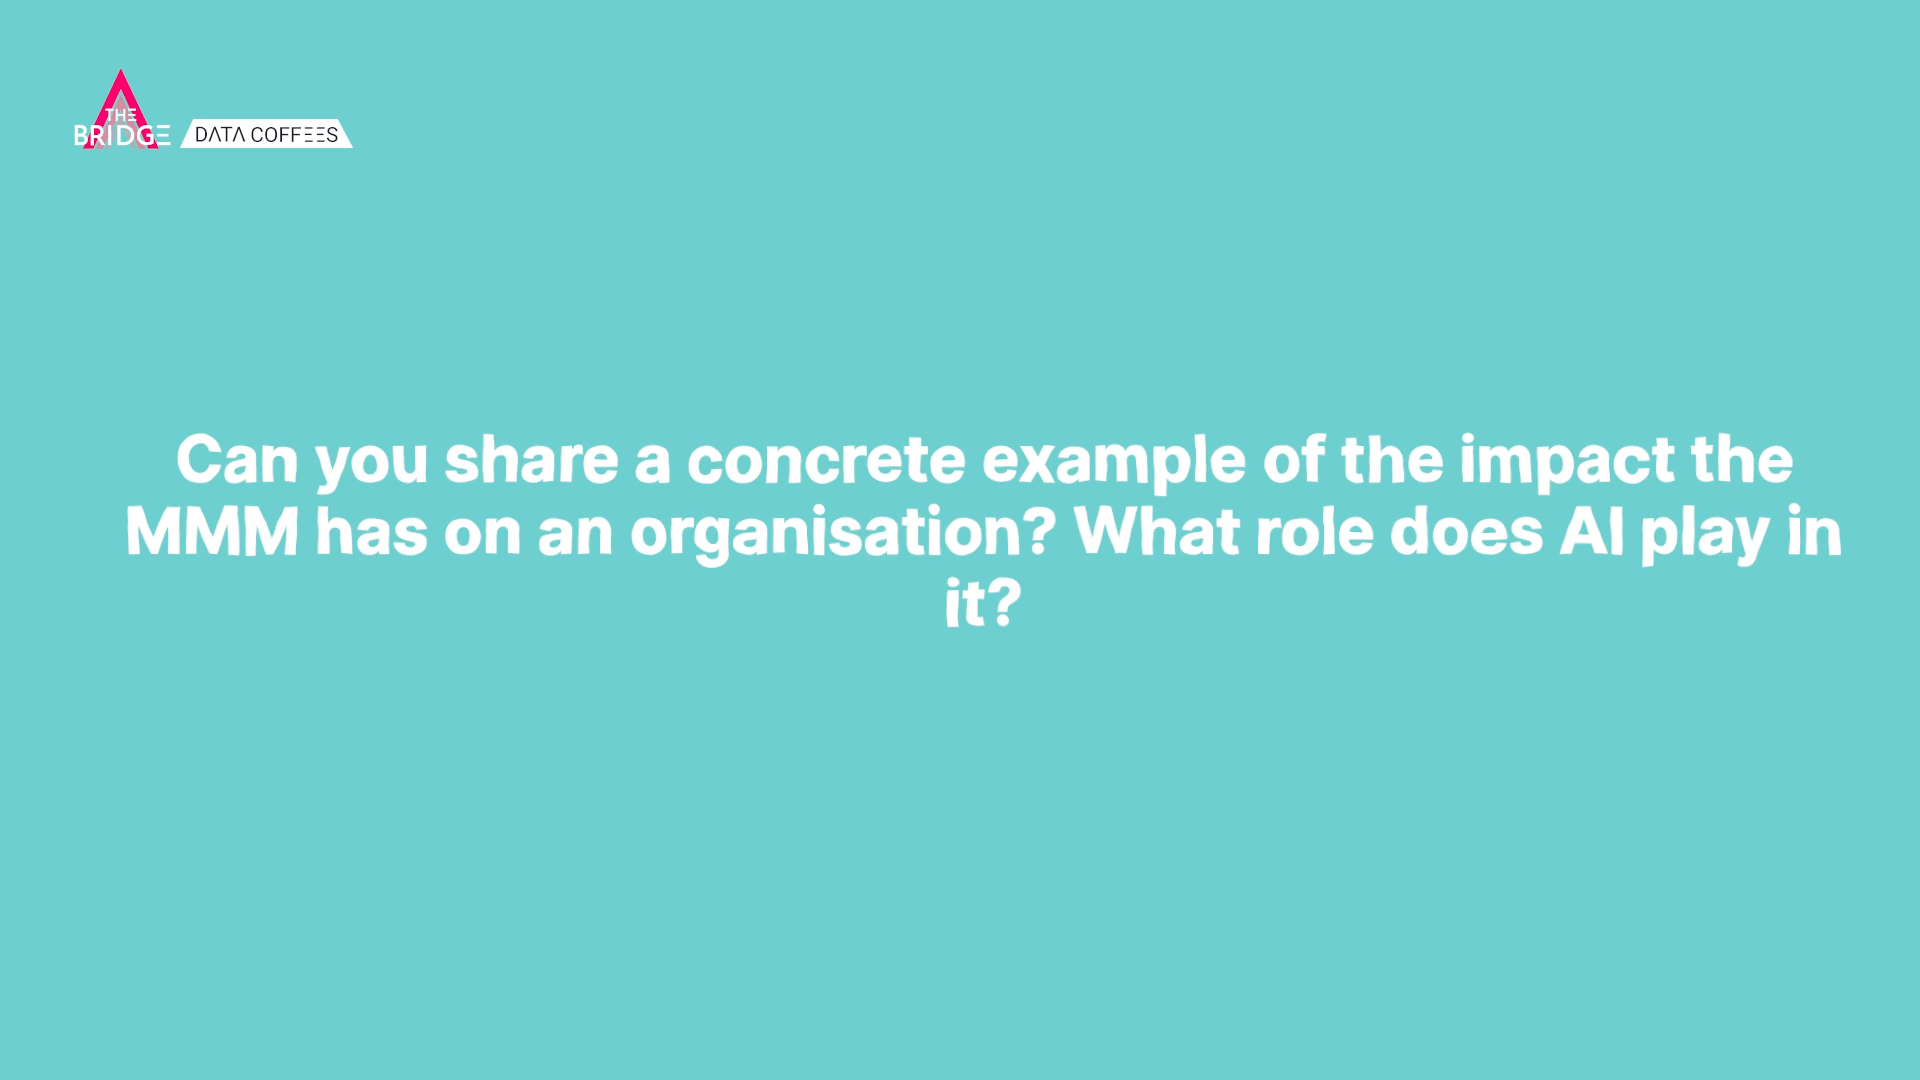 THE
BRIDGE
DATA COFFEES
Can you share a concrete example of the impact the
MMM has on an organisation? What role does AI play in
it?